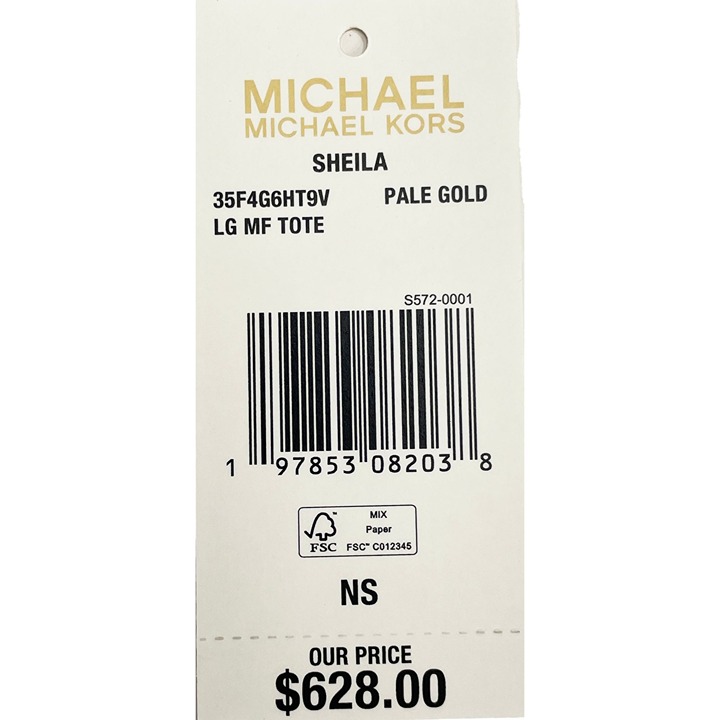 MICHAEL
MICHAEL KORS
SHEILA
35F4G6HT9V PALE GOLD
LG MF TOTE
S572-0001
1 97853 08203 8
FSC™
MIX
Paper
FSC™ C012345
NS
OUR PRICE
$628.00